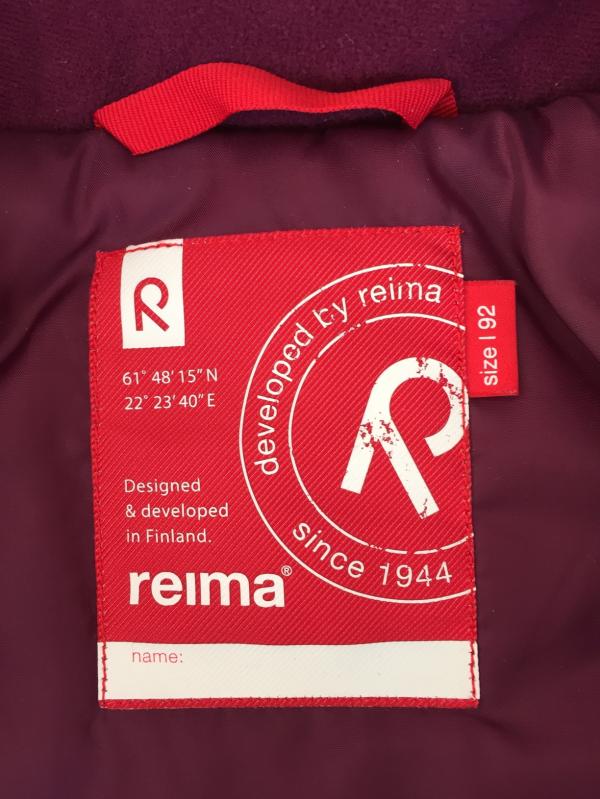 developed by reima
size | 92
61° 48' 15" N
22° 23' 40" E
Designed
& developed
in Finland.
since 1944
reima®
name: